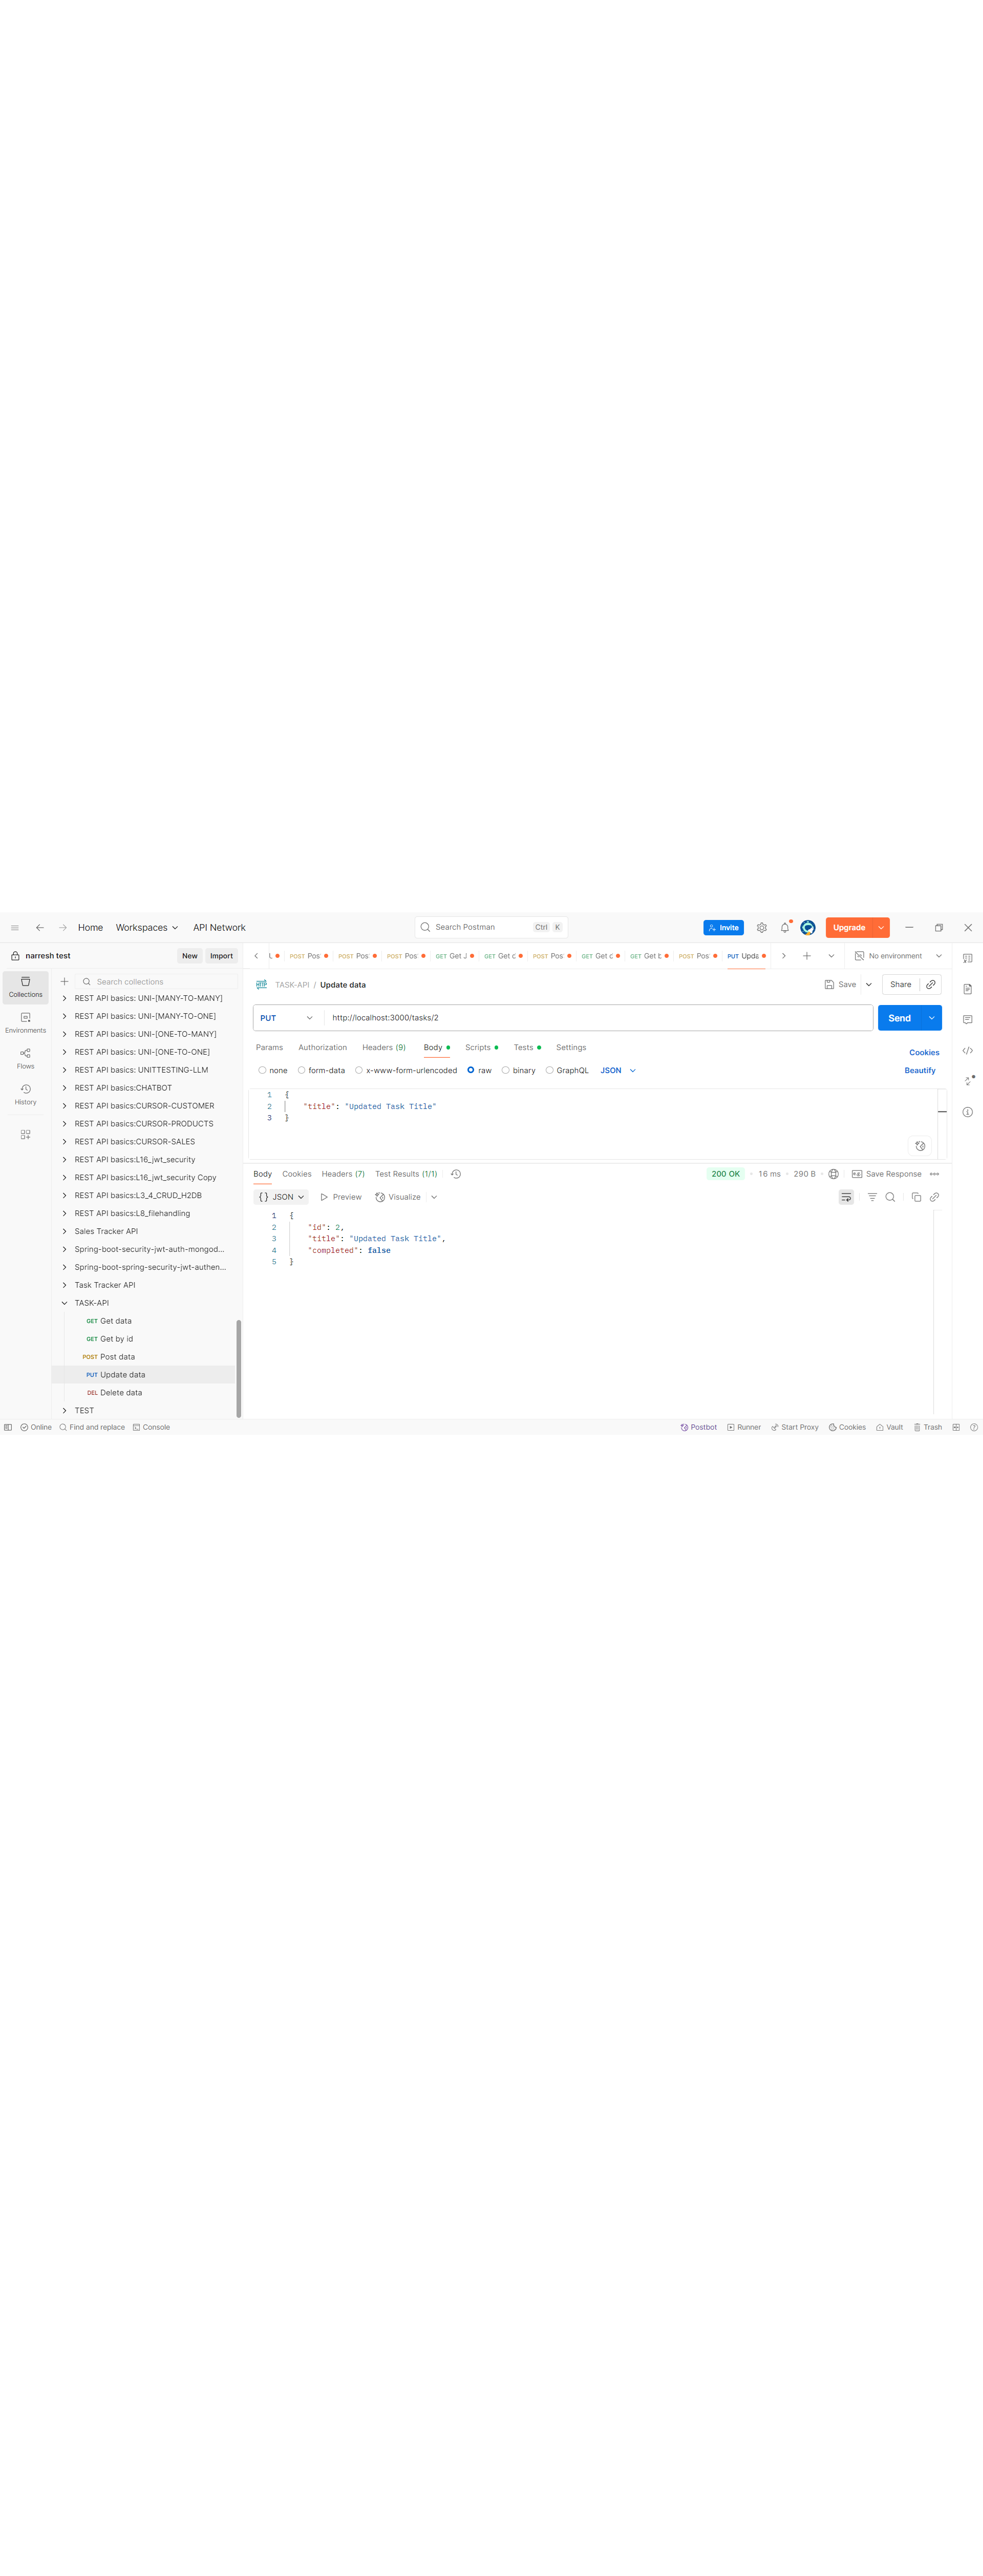 Home Workspaces API Network Search Postman Ctrl K Invite Upgrade
narresh test New Import
POST Pos POST Pos POST Pos GET Get J GET Get c POST Pos GET Get c GET Get b POST Pos PUT Upda No environment
Collections
Environments
Flows
History
Search collections
REST API basics: UNI-[MANY-TO-MANY]
REST API basics: UNI-[MANY-TO-ONE]
REST API basics: UNI-[ONE-TO-MANY]
REST API basics: UNI-[ONE-TO-ONE]
REST API basics: UNITTESTING-LLM
REST API basics:CHATBOT
REST API basics:CURSOR-CUSTOMER
REST API basics:CURSOR-PRODUCTS
REST API basics:CURSOR-SALES
REST API basics:L16_jwt_security
REST API basics:L16_jwt_security Copy
REST API basics:L3_4_CRUD_H2DB
REST API basics:L8_filehandling
Sales Tracker API
Spring-boot-security-jwt-auth-mongod...
Spring-boot-spring-security-jwt-authen...
Task Tracker API
TASK-API
GET Get data
GET Get by id
POST Post data
PUT Update data
DEL Delete data
TEST
HTTP TASK-API / Update data Save Share
PUT http://localhost:3000/tasks/2 Send
Params Authorization Headers (9) Body Scripts Tests Settings Cookies
none form-data x-www-form-urlencoded raw binary GraphQL JSON Beautify
1 {
2 "title": "Updated Task Title"
3 }
Body Cookies Headers (7) Test Results (1/1) 200 OK 16 ms 290 B Save Response
{} JSON Preview Visualize
1 {
2 "id": 2,
3 "title": "Updated Task Title",
4 "completed": false
5 }
Online Find and replace Console Postbot Runner Start Proxy Cookies Vault Trash